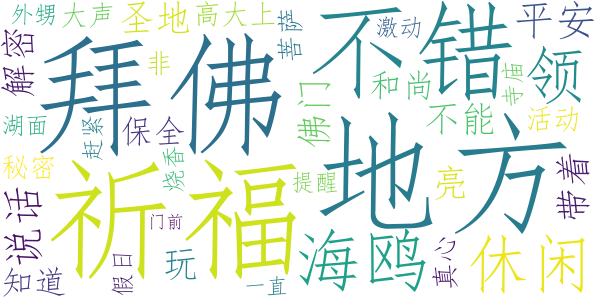 外甥
大声
圣地
高大上
菩萨
激动
平安
解密
拜佛
不错
非
和尚
寺庙
领
湖面
赶紧
保全
佛门
不能
活动
秘密
烧香
地方
祈福
提醒
亮
带着
说话
门前
海鸥
真心
休闲
知道
假日
玩
一直